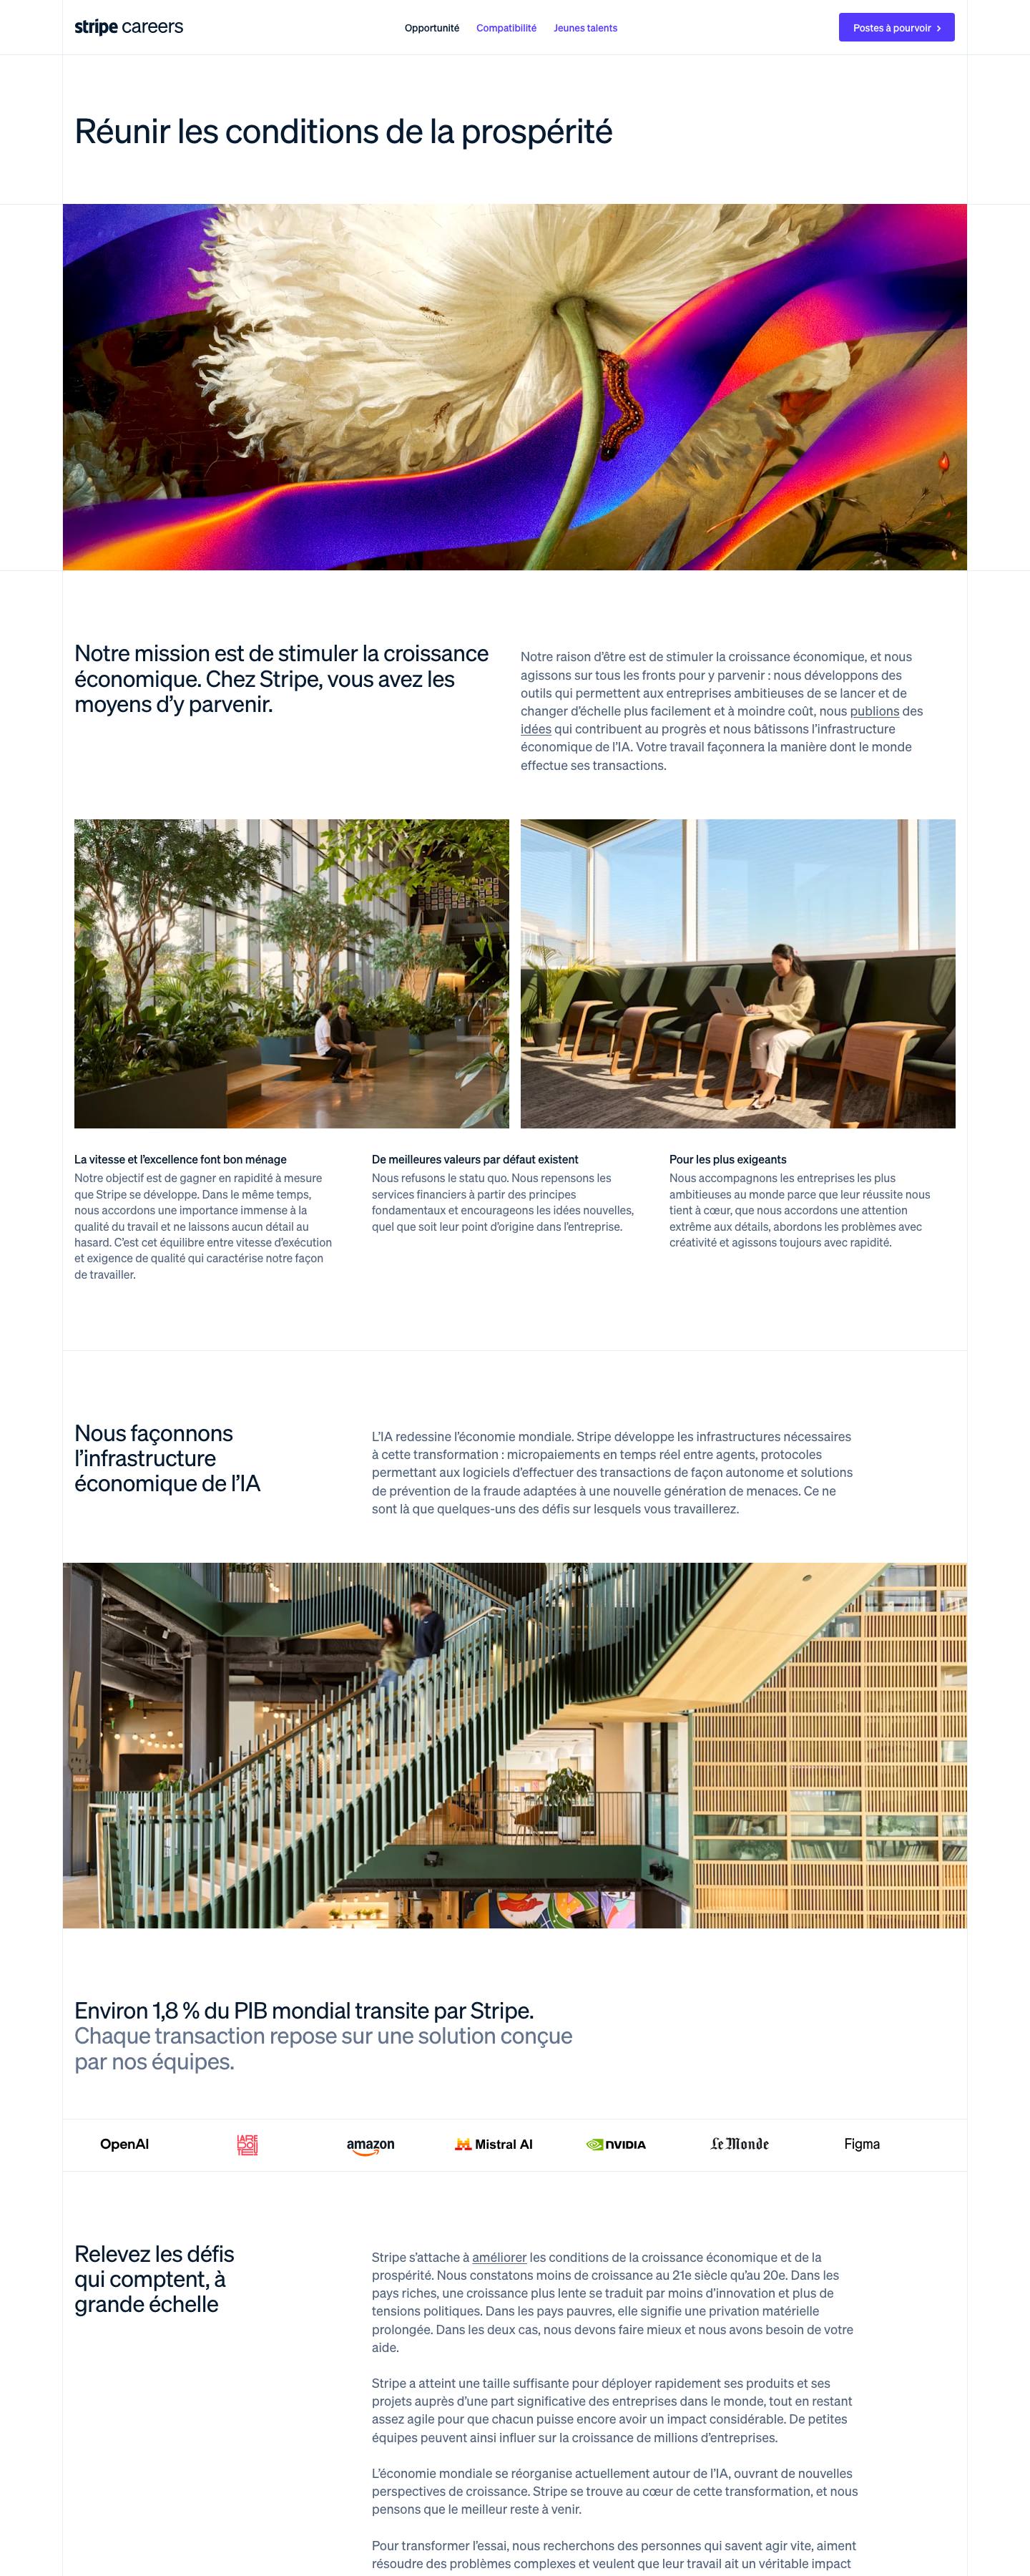 stripe careers
Opportunité
Compatibilité
Jeunes talents
Postes à pourvoir
Réunir les conditions de la prospérité
Notre mission est de stimuler la croissance
économique. Chez Stripe, vous avez les
moyens d’y parvenir.
Notre raison d’être est de stimuler la croissance économique, et nous
agissons sur tous les fronts pour y parvenir : nous développons des
outils qui permettent aux entreprises ambitieuses de se lancer et de
changer d’échelle plus facilement et à moindre coût, nous publions des
idées qui contribuent au progrès et nous bâtissons l’infrastructure
économique de l’IA. Votre travail façonnera la manière dont le monde
effectue ses transactions.
La vitesse et l’excellence font bon ménage
Notre objectif est de gagner en rapidité à mesure
que Stripe se développe. Dans le même temps,
nous accordons une importance immense à la
qualité du travail et ne laissons aucun détail au
hasard. C’est cet équilibre entre vitesse d’exécution
et exigence de qualité qui caractérise notre façon
de travailler.
De meilleures valeurs par défaut existent
Nous refusons le statu quo. Nous repensons les
services financiers à partir des principes
fondamentaux et encourageons les idées nouvelles,
quel que soit leur point d’origine dans l’entreprise.
Pour les plus exigeants
Nous accompagnons les entreprises les plus
ambitieuses au monde parce que leur réussite nous
tient à cœur, que nous accordons une attention
extrême aux détails, abordons les problèmes avec
créativité et agissons toujours avec rapidité.
Nous façonnons
l’infrastructure
économique de l’IA
L’IA redessine l’économie mondiale. Stripe développe les infrastructures nécessaires
à cette transformation : micropaiements en temps réel entre agents, protocoles
permettant aux logiciels d’effectuer des transactions de façon autonome et solutions
de prévention de la fraude adaptées à une nouvelle génération de menaces. Ce ne
sont là que quelques-uns des défis sur lesquels vous travaillerez.
4
Environ 1,8 % du PIB mondial transite par Stripe.
Chaque transaction repose sur une solution conçue
par nos équipes.
OpenAI
LA RE
DO
TE
amazon
Mistral AI
NVIDIA
Le Monde
Figma
Relevez les défis
qui comptent, à
grande échelle
Stripe s’attache à améliorer les conditions de la croissance économique et de la
prospérité. Nous constatons moins de croissance au 21e siècle qu’au 20e. Dans les
pays riches, une croissance plus lente se traduit par moins d’innovation et plus de
tensions politiques. Dans les pays pauvres, elle signifie une privation matérielle
prolongée. Dans les deux cas, nous devons faire mieux et nous avons besoin de votre
aide.
Stripe a atteint une taille suffisante pour déployer rapidement ses produits et ses
projets auprès d’une part significative des entreprises dans le monde, tout en restant
assez agile pour que chacun puisse encore avoir un impact considérable. De petites
équipes peuvent ainsi influer sur la croissance de millions d’entreprises.
L’économie mondiale se réorganise actuellement autour de l’IA, ouvrant de nouvelles
perspectives de croissance. Stripe se trouve au cœur de cette transformation, et nous
pensons que le meilleur reste à venir.
Pour transformer l’essai, nous recherchons des personnes qui savent agir vite, aiment
résoudre des problèmes complexes et veulent que leur travail ait un véritable impact